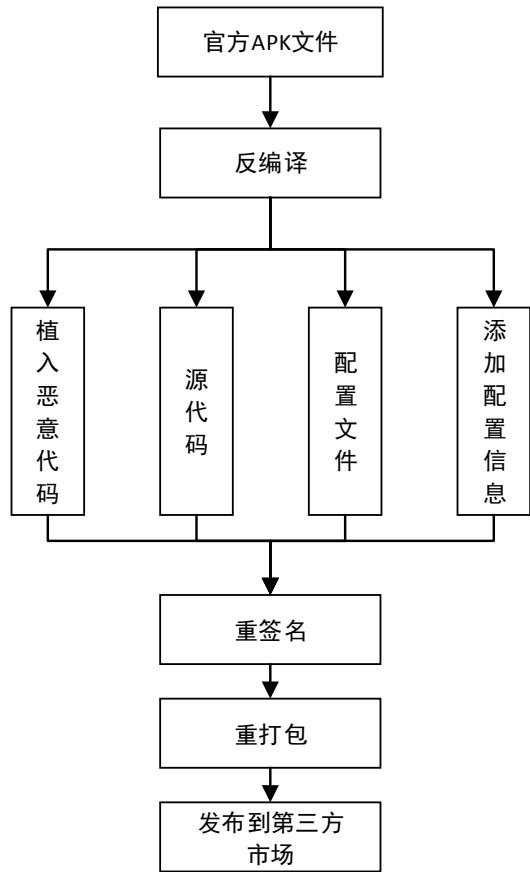 官方APK文件
反编译
植入恶意代码
源代码
配置文件
添加配置信息
重签名
重打包
发布到第三方
市场